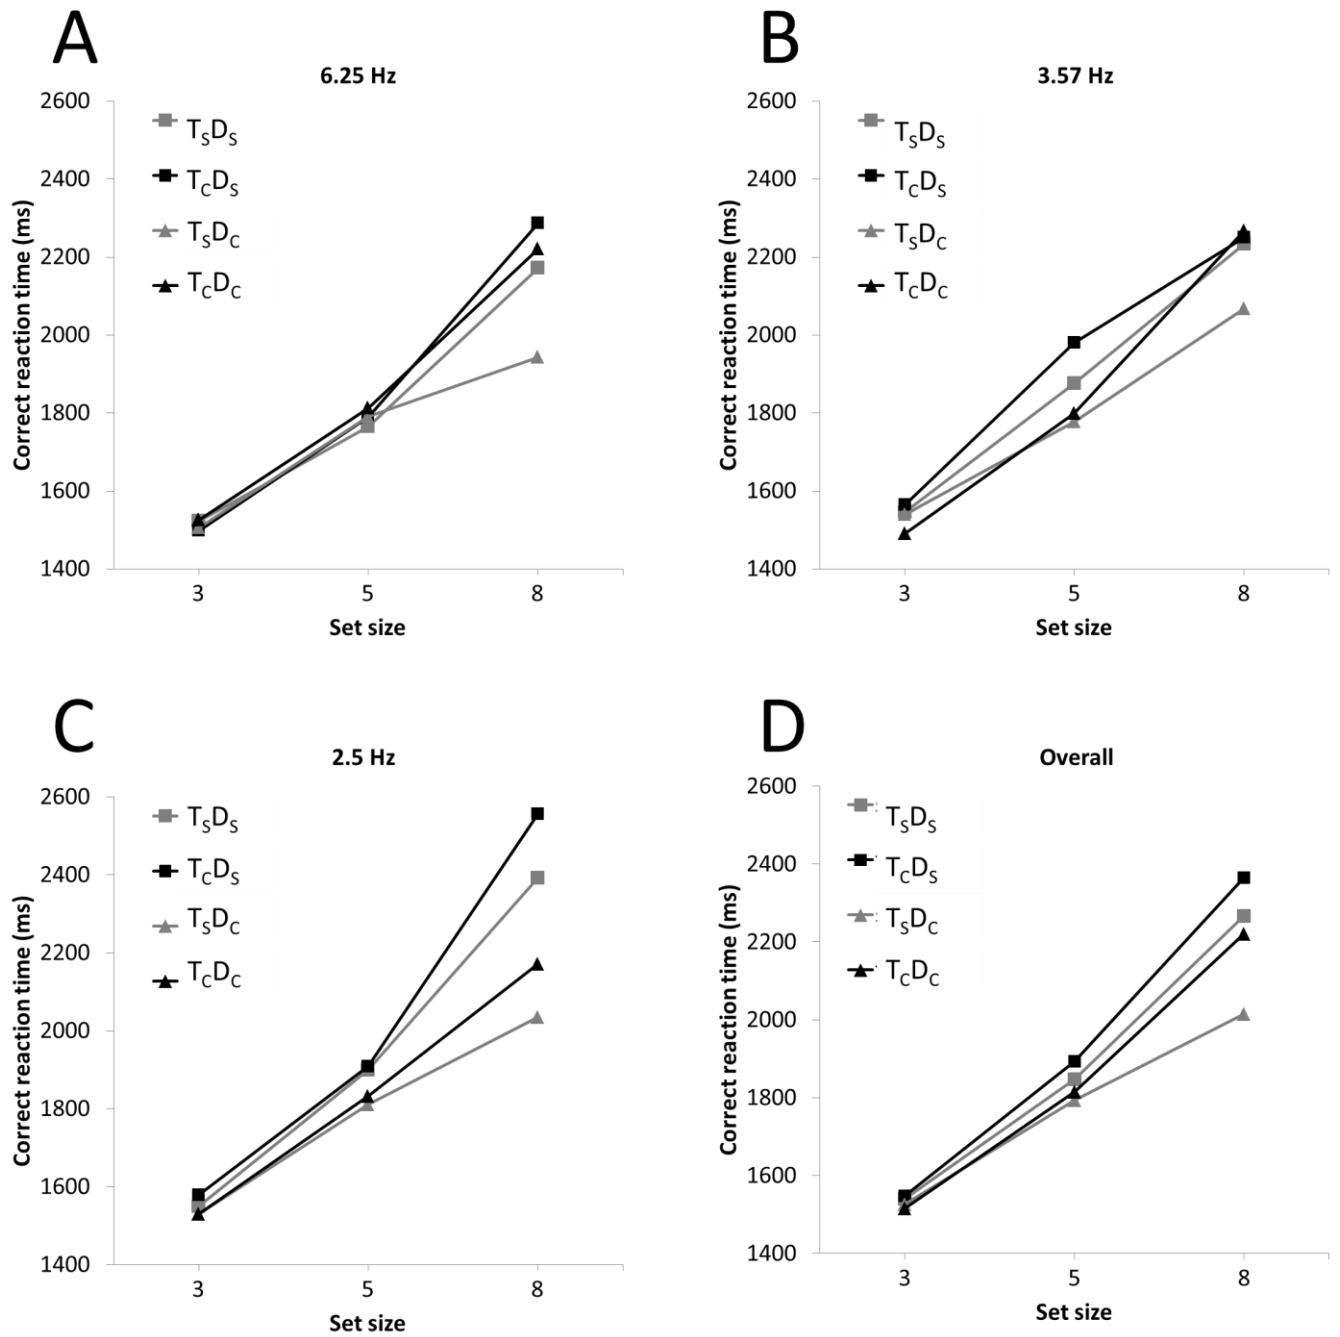 A
6.25 Hz
Correct reaction time (ms)
2600
2400
2200
2000
1800
1600
1400
TSDS
TCDS
TSDC
TCDC
3 5 8
Set size
B
3.57 Hz
Correct reaction time (ms)
2600
2400
2200
2000
1800
1600
1400
TSDS
TCDS
TSDC
TCDC
3 5 8
Set size
C
2.5 Hz
Correct reaction time (ms)
2600
2400
2200
2000
1800
1600
1400
TSDS
TCDS
TSDC
TCDC
3 5 8
Set size
D
Overall
Correct reaction time (ms)
2600
2400
2200
2000
1800
1600
1400
TSDS
TCDS
TSDC
TCDC
3 5 8
Set size